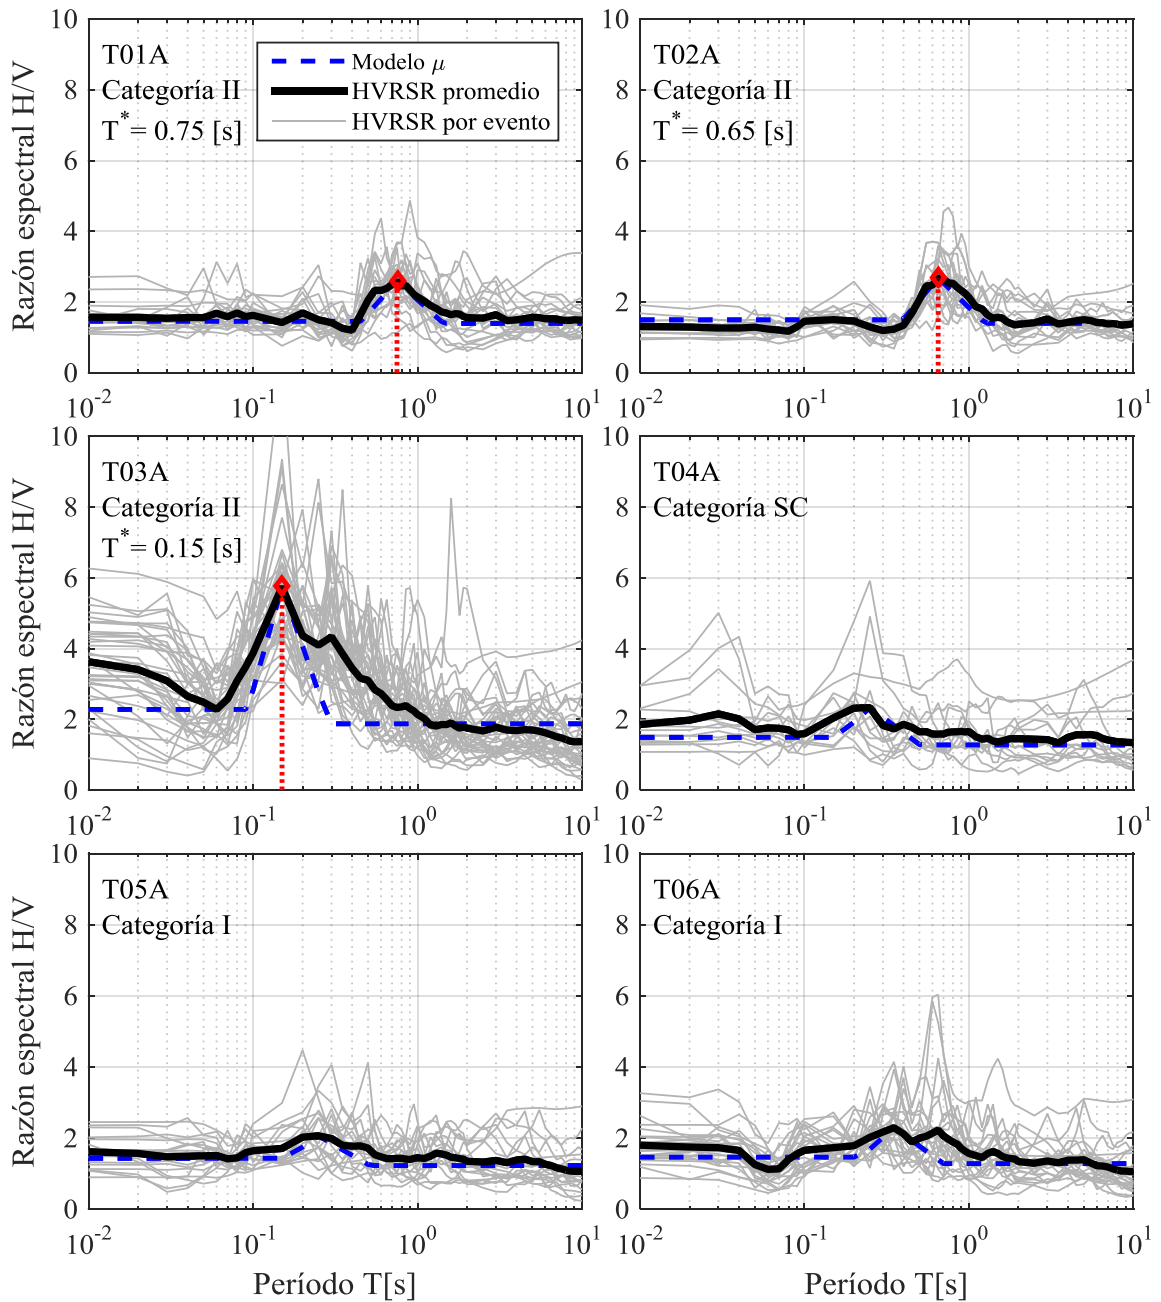 T01A
Categoría II
T* = 0.75 [s]
Modelo μ
HVRSR promedio
HVRSR por evento
Razón espectral H/V
10
8
6
4
2
0
10^-2
10^-1
10^0
10^1
T02A
Categoría II
T* = 0.65 [s]
10
8
6
4
2
0
10^-2
10^-1
10^0
10^1
T03A
Categoría II
T* = 0.15 [s]
Razón espectral H/V
10
8
6
4
2
0
10^-2
10^-1
10^0
10^1
T04A
Categoría SC
10
8
6
4
2
0
10^-2
10^-1
10^0
10^1
T05A
Categoría I
Razón espectral H/V
10
8
6
4
2
0
10^-2
10^-1
10^0
10^1
Período T[s]
T06A
Categoría I
10
8
6
4
2
0
10^-2
10^-1
10^0
10^1
Período T[s]